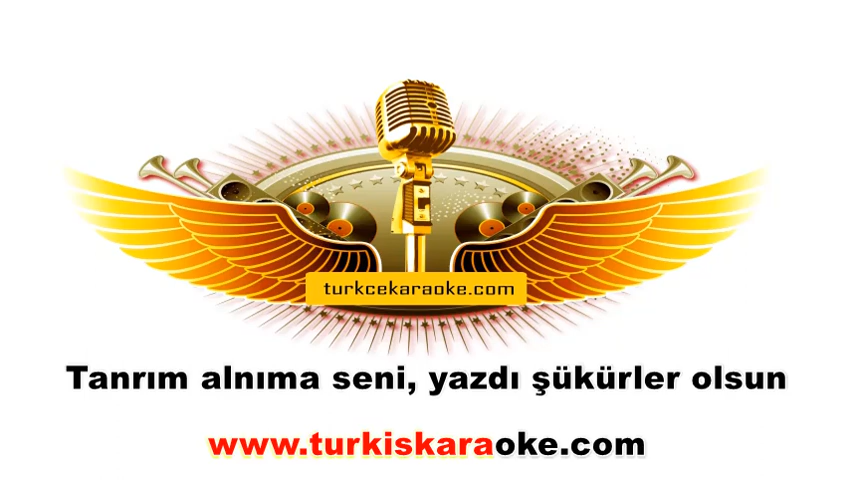 turkcekaraoke.com
Tanrım alnıma seni, yazdı şükürler olsun
www.turkiskaraoke.com